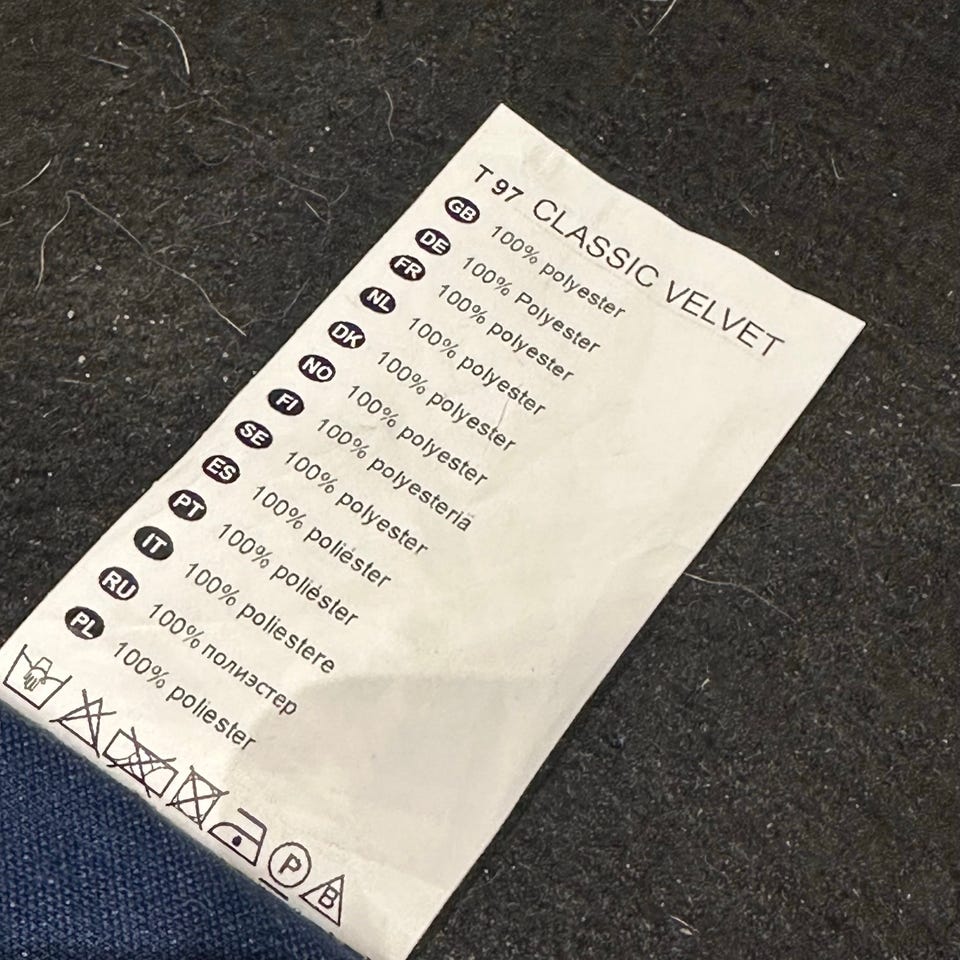 T 97 CLASSIC VELVET
GB 100% polyester
DE 100% Polyester
FR 100% polyester
NL 100% polyester
DK 100% polyester
NO 100% polyester
FI 100% polyesteriä
SE 100% polyester
ES 100% poliéster
PT 100% poliéster
IT 100% poliestere
RU 100% полиэстер
PL 100% poliester
P B